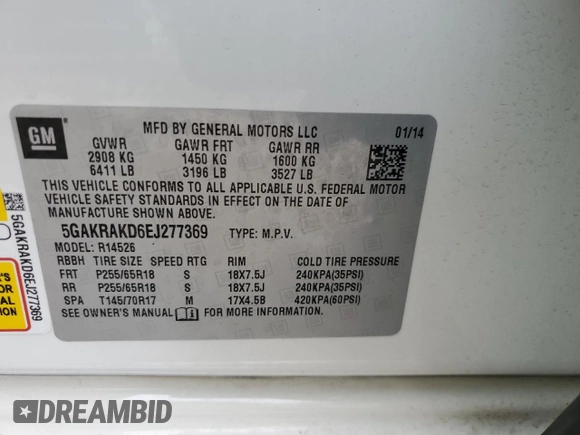 GM
MFD BY GENERAL MOTORS LLC 01/14
GVWR GAWR FRT GAWR RR
2908 KG 1450 KG 1600 KG
6411 LB 3196 LB 3527 LB
THIS VEHICLE CONFORMS TO ALL APPLICABLE U.S. FEDERAL MOTOR
VEHICLE SAFETY STANDARDS IN EFFECT ON THE DATE OF
MANUFACTURE SHOWN ABOVE.
5GAKRAKD6EJ277369 TYPE: M.P.V.
MODEL: R14526
RBBH TIRE SIZE SPEED RTG RIM COLD TIRE PRESSURE
FRT P255/65R18 S 18X7.5J 240KPA(35PSI)
RR P255/65R18 S 18X7.5J 240KPA(35PSI)
SPA T145/70R17 M 17X4.5B 420KPA(60PSI)
SEE OWNER'S MANUAL FOR MORE INFORMATION
5GAKRAKD6EJ277369
DREAMBID